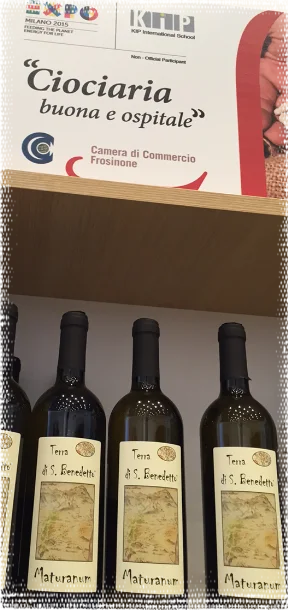 EXPO
MILANO 2015
FEEDING THE PLANET
ENERGY FOR LIFE
KIP
KIP International School
Non - Official Participant
“Ciociaria
buona e ospitale”
Camera di Commercio
Frosinone
Terra
di S. Benedetto
Maturanum
Terra
di S. Benedetto
Maturanum
Terra
di S. Benedetto
Maturanum